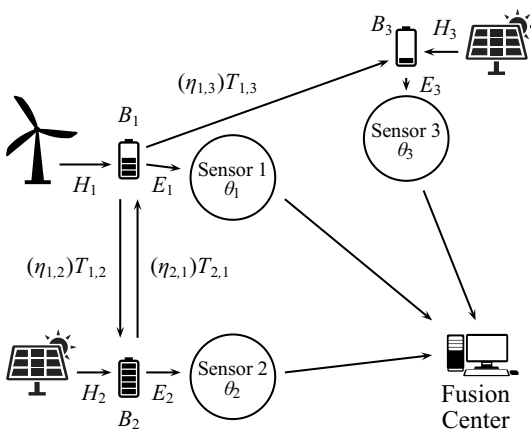 B₃
H₃
E₃
(η₁,₃)T₁,₃
Sensor 3
θ₃
B₁
H₁
E₁
Sensor 1
θ₁
(η₁,₂)T₁,₂
(η₂,₁)T₂,₁
H₂
B₂
E₂
Sensor 2
θ₂
Fusion
Center